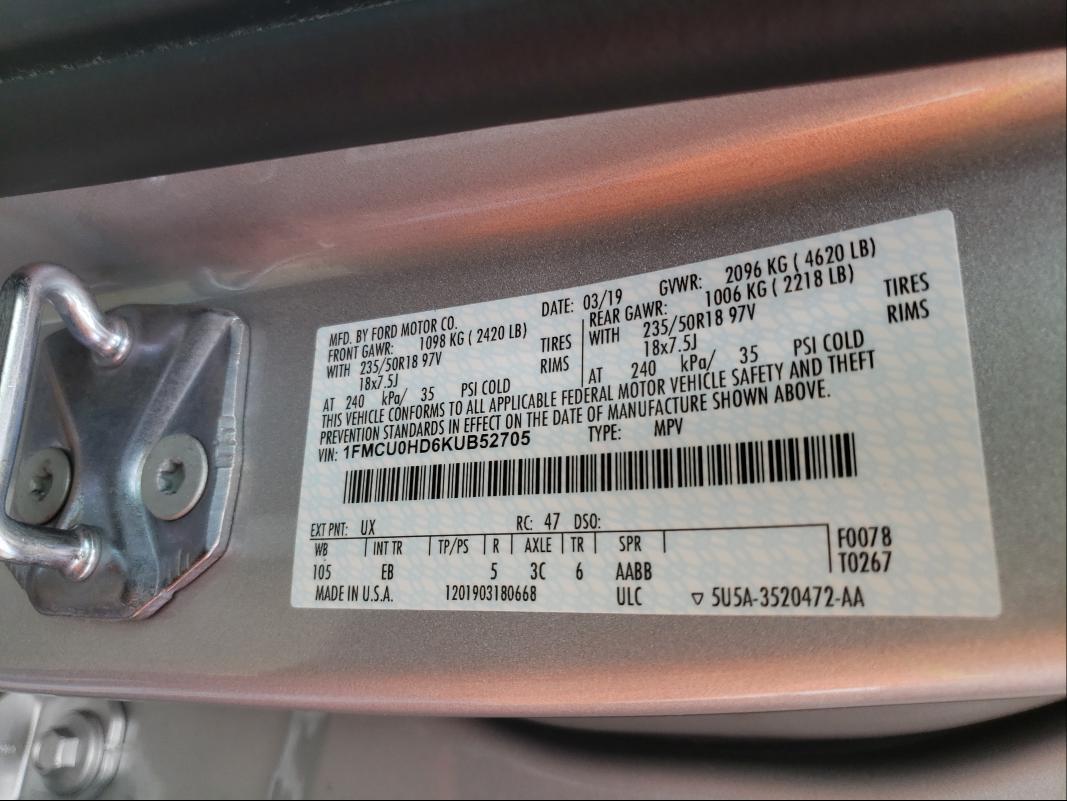 MFD. BY FORD MOTOR CO. DATE: 03/19 GVWR: 2096 KG ( 4620 LB)
FRONT GAWR: 1098 KG ( 2420 LB) REAR GAWR: 1006 KG ( 2218 LB)
WITH 235/50R18 97V TIRES WITH 235/50R18 97V TIRES
18x7.5J RIMS 18x7.5J RIMS
AT 240 kPa/ 35 PSI COLD AT 240 kPa/ 35 PSI COLD
THIS VEHICLE CONFORMS TO ALL APPLICABLE FEDERAL MOTOR VEHICLE SAFETY AND THEFT
PREVENTION STANDARDS IN EFFECT ON THE DATE OF MANUFACTURE SHOWN ABOVE.
VIN: 1FMCU0HD6KUB52705 TYPE: MPV
EXT PNT: UX RC: 47 DSO:
WB INT TR TP/PS R AXLE TR SPR F0078
105 EB 5 3C 6 AABB T0267
MADE IN U.S.A. 1201903180668 ULC ▽ 5U5A-3520472-AA